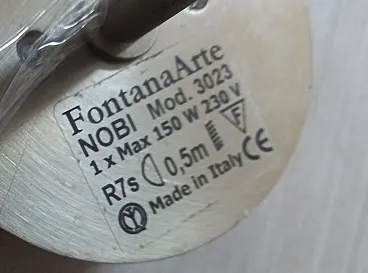 FontanaArte
NOBI Mod. 3023
1 x Max 150 W 230 V
R7s 0,5m F
Made in Italy CE